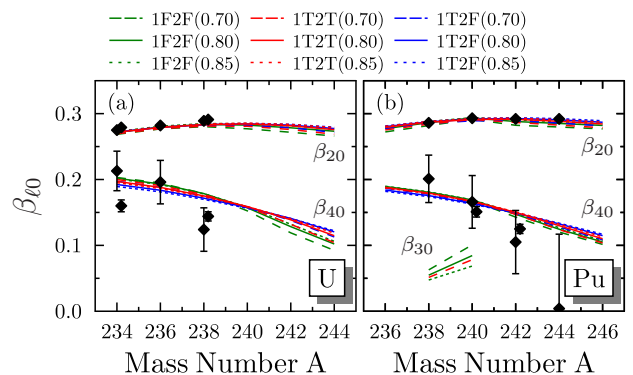 1F2F(0.70) 1T2T(0.70) 1T2F(0.70)
1F2F(0.80) 1T2T(0.80) 1T2F(0.80)
1F2F(0.85) 1T2T(0.85) 1T2F(0.85)
(a) (b)
0.3
β20 β20
0.2
β40 β40
βℓ0
0.1
β30
U Pu
0.0
234 236 238 240 242 244 236 238 240 242 244 246
Mass Number A Mass Number A